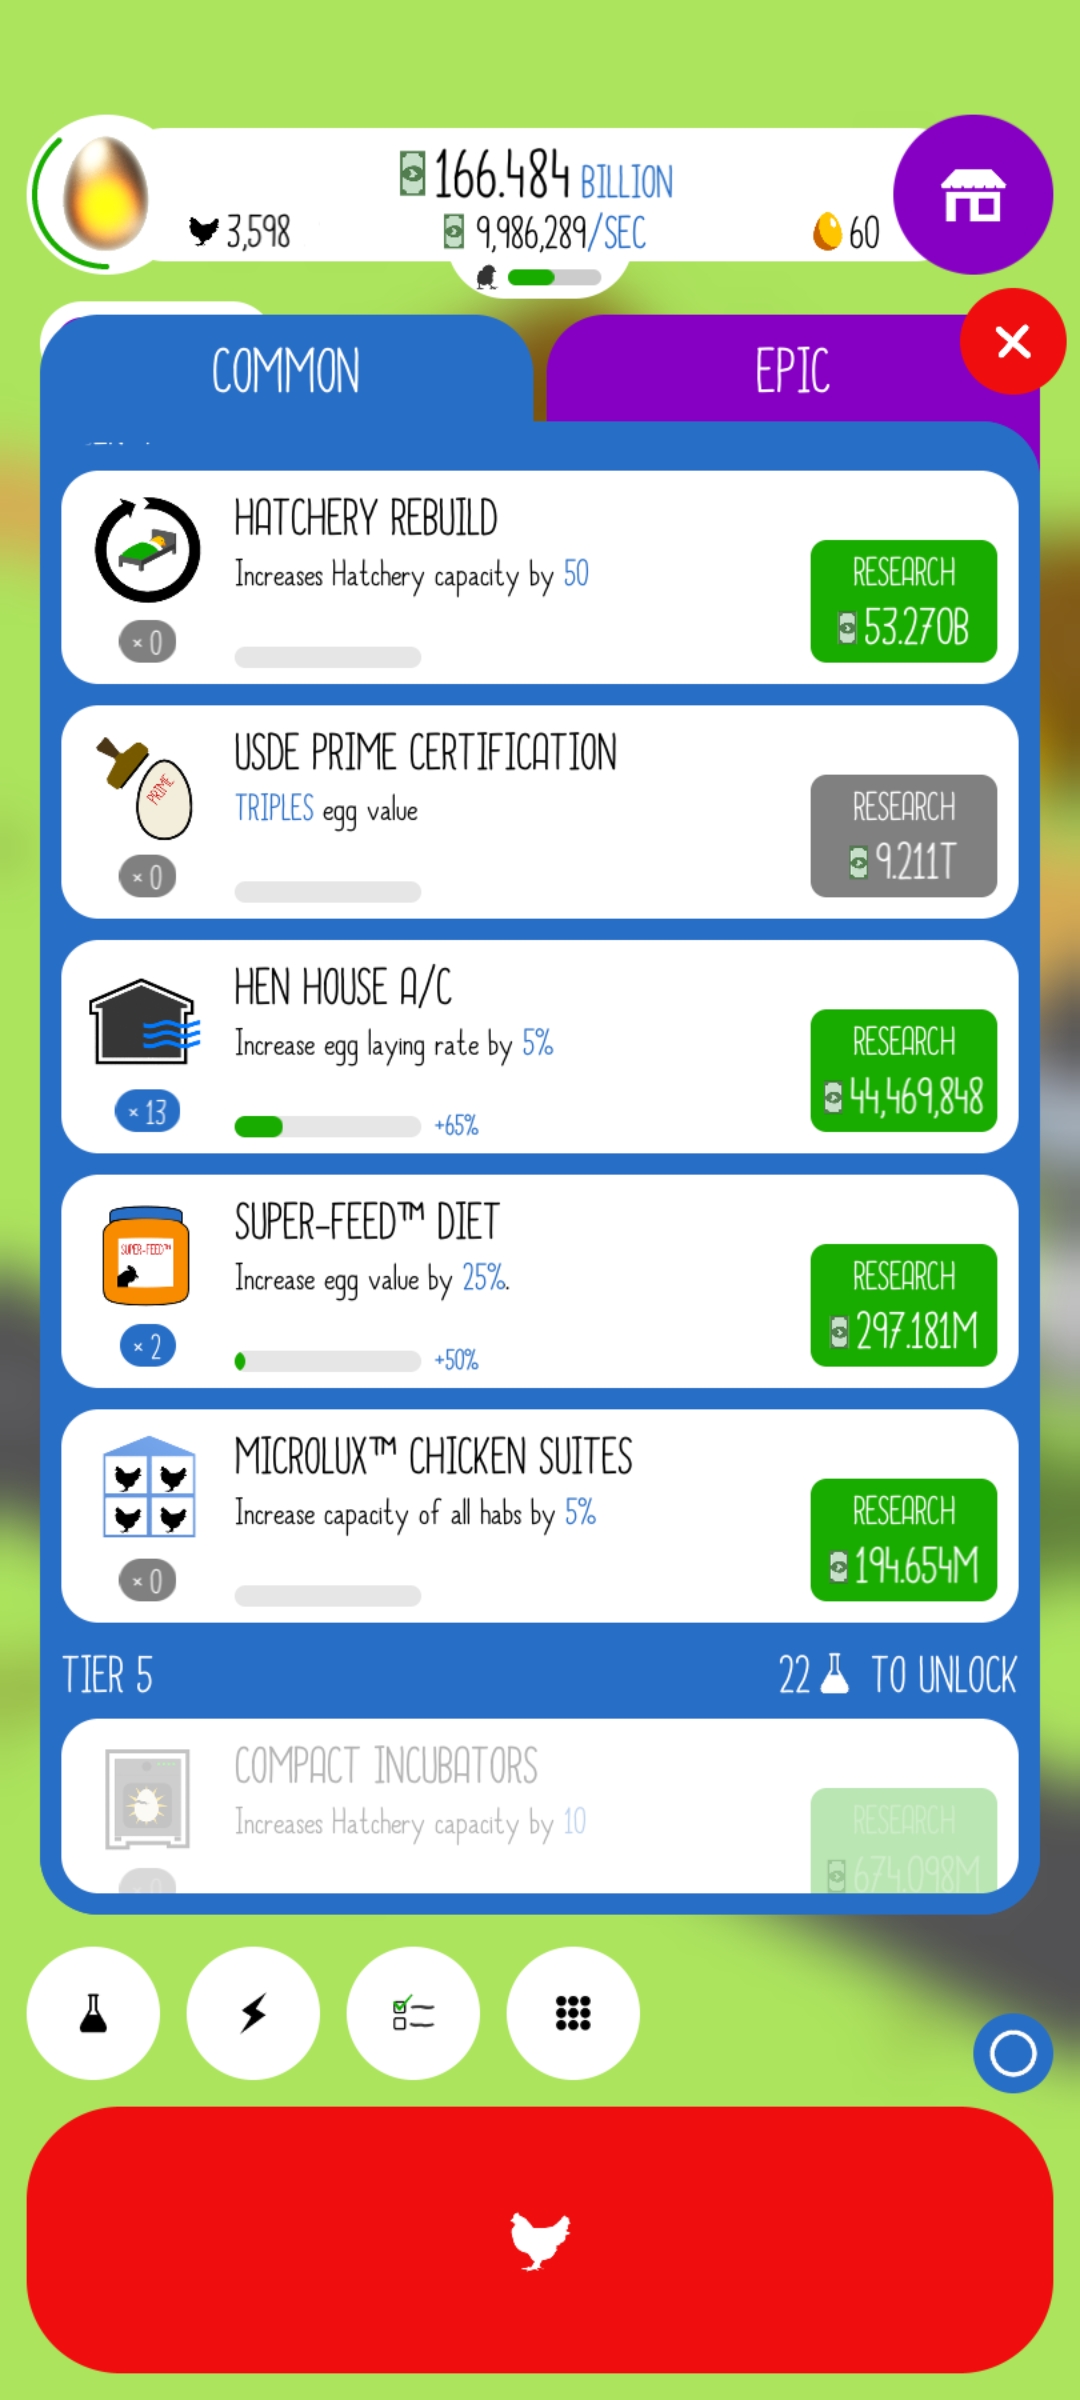 166.484 BILLION
3,598
9,986,289/SEC
60
COMMON
EPIC
HATCHERY REBUILD
Increases Hatchery capacity by 50
× 0
RESEARCH
53.270B
USDE PRIME CERTIFICATION
TRIPLES egg value
PRIME
× 0
RESEARCH
9.211T
HEN HOUSE A/C
Increase egg laying rate by 5%
× 13
+65%
RESEARCH
44,469,848
SUPER-FEED™ DIET
Increase egg value by 25%.
SUPER-FEED™
× 2
+50%
RESEARCH
297.181M
MICROLUX™ CHICKEN SUITES
Increase capacity of all habs by 5%
× 0
RESEARCH
194.654M
TIER 5
22 TO UNLOCK
COMPACT INCUBATORS
Increases Hatchery capacity by 10
× 0
RESEARCH
674.098M